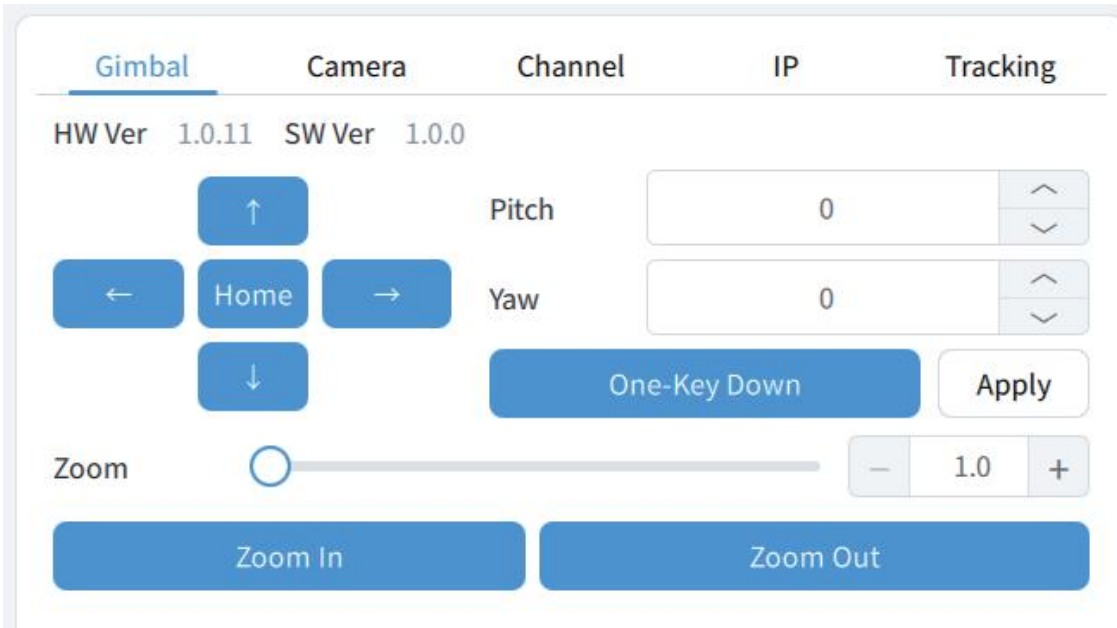 Gimbal Camera Channel IP Tracking
HW Ver 1.0.11 SW Ver 1.0.0
↑ Pitch 0
← Home → Yaw 0
↓ One-Key Down Apply
Zoom − 1.0 +
Zoom In Zoom Out